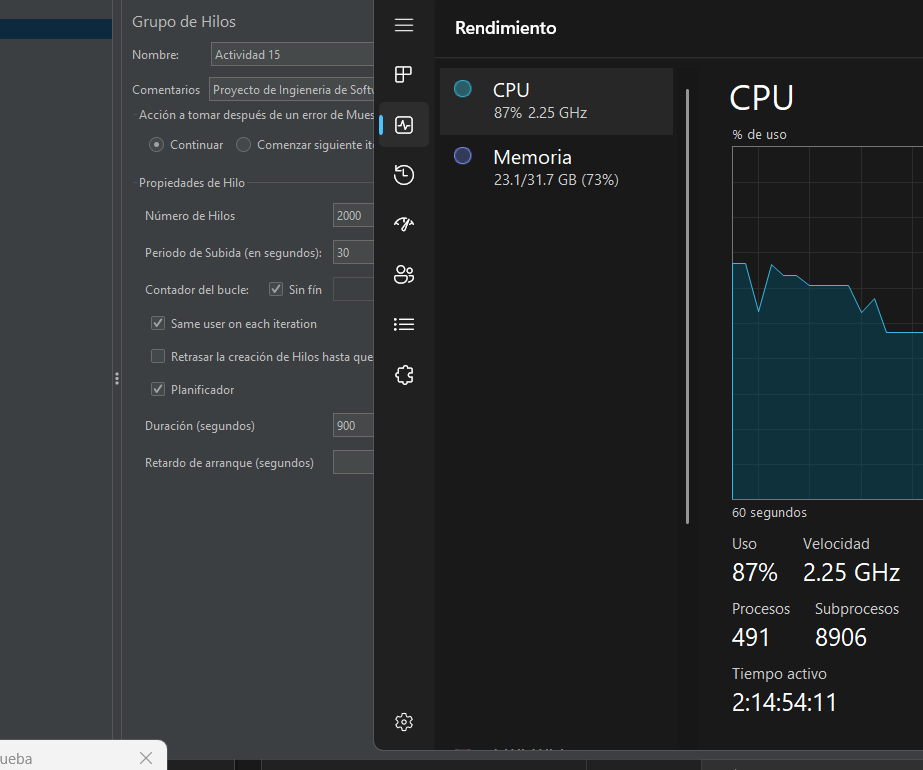 Grupo de Hilos
Nombre: Actividad 15
Comentarios Proyecto de Ingieneria de Softw
Acción a tomar después de un error de Mues
Continuar Comenzar siguiente ite
Propiedades de Hilo
Número de Hilos 2000
Periodo de Subida (en segundos): 30
Contador del bucle: Sin fín
Same user on each iteration
Retrasar la creación de Hilos hasta que
Planificador
Duración (segundos) 900
Retardo de arranque (segundos)
ueba
Rendimiento
CPU
87% 2.25 GHz
Memoria
23.1/31.7 GB (73%)
CPU
% de uso
60 segundos
Uso Velocidad
87% 2.25 GHz
Procesos Subprocesos
491 8906
Tiempo activo
2:14:54:11